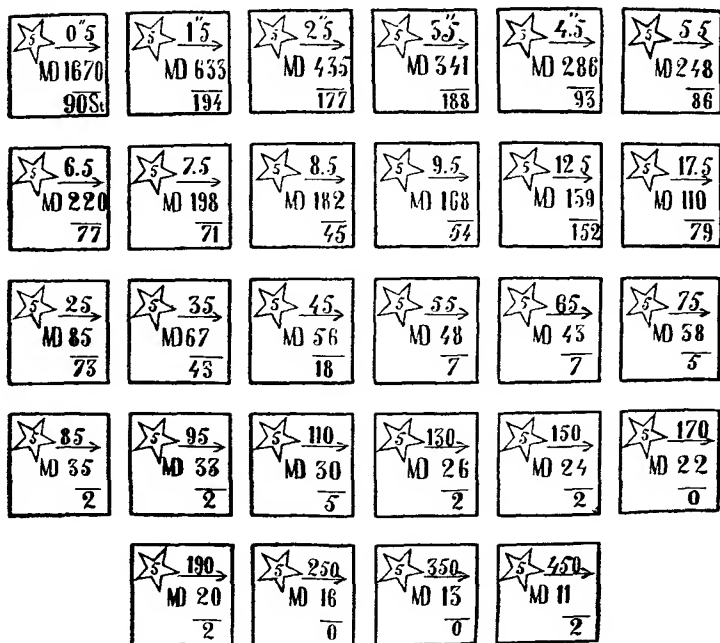 5 0"5
MD 1670
90St
5 1"5
MD 633
194
5 2"5
MD 435
177
5 3"5
MD 341
188
5 4"5
MD 286
93
5 5 5
MD 248
86
5 6.5
MD 220
77
5 7.5
MD 198
71
5 8.5
MD 182
45
5 9.5
MD 168
54
5 12 5
MD 159
152
5 17.5
MD 110
79
5 25
MD 85
73
5 35
MD 67
43
5 45
MD 56
18
5 55
MD 48
7
5 65
MD 43
7
5 75
MD 38
5
5 85
MD 35
2
5 95
MD 33
2
5 110
MD 30
5
5 130
MD 26
2
5 150
MD 24
2
5 170
MD 22
0
5 190
MD 20
2
5 250
MD 16
0
5 350
MD 13
0
5 450
MD 11
2